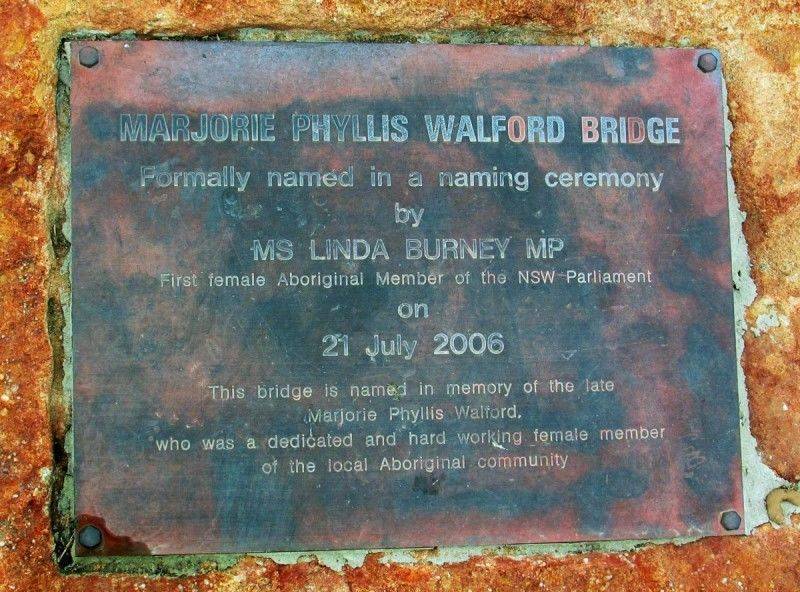 MARJORIE PHYLLIS WALFORD BRIDGE
Formally named in a naming ceremony
by
MS LINDA BURNEY MP
First female Aboriginal Member of the NSW Parliament
on
21 July 2006
This bridge is named in memory of the late
Marjorie Phyllis Walford,
who was a dedicated and hard working female member
of the local Aboriginal community